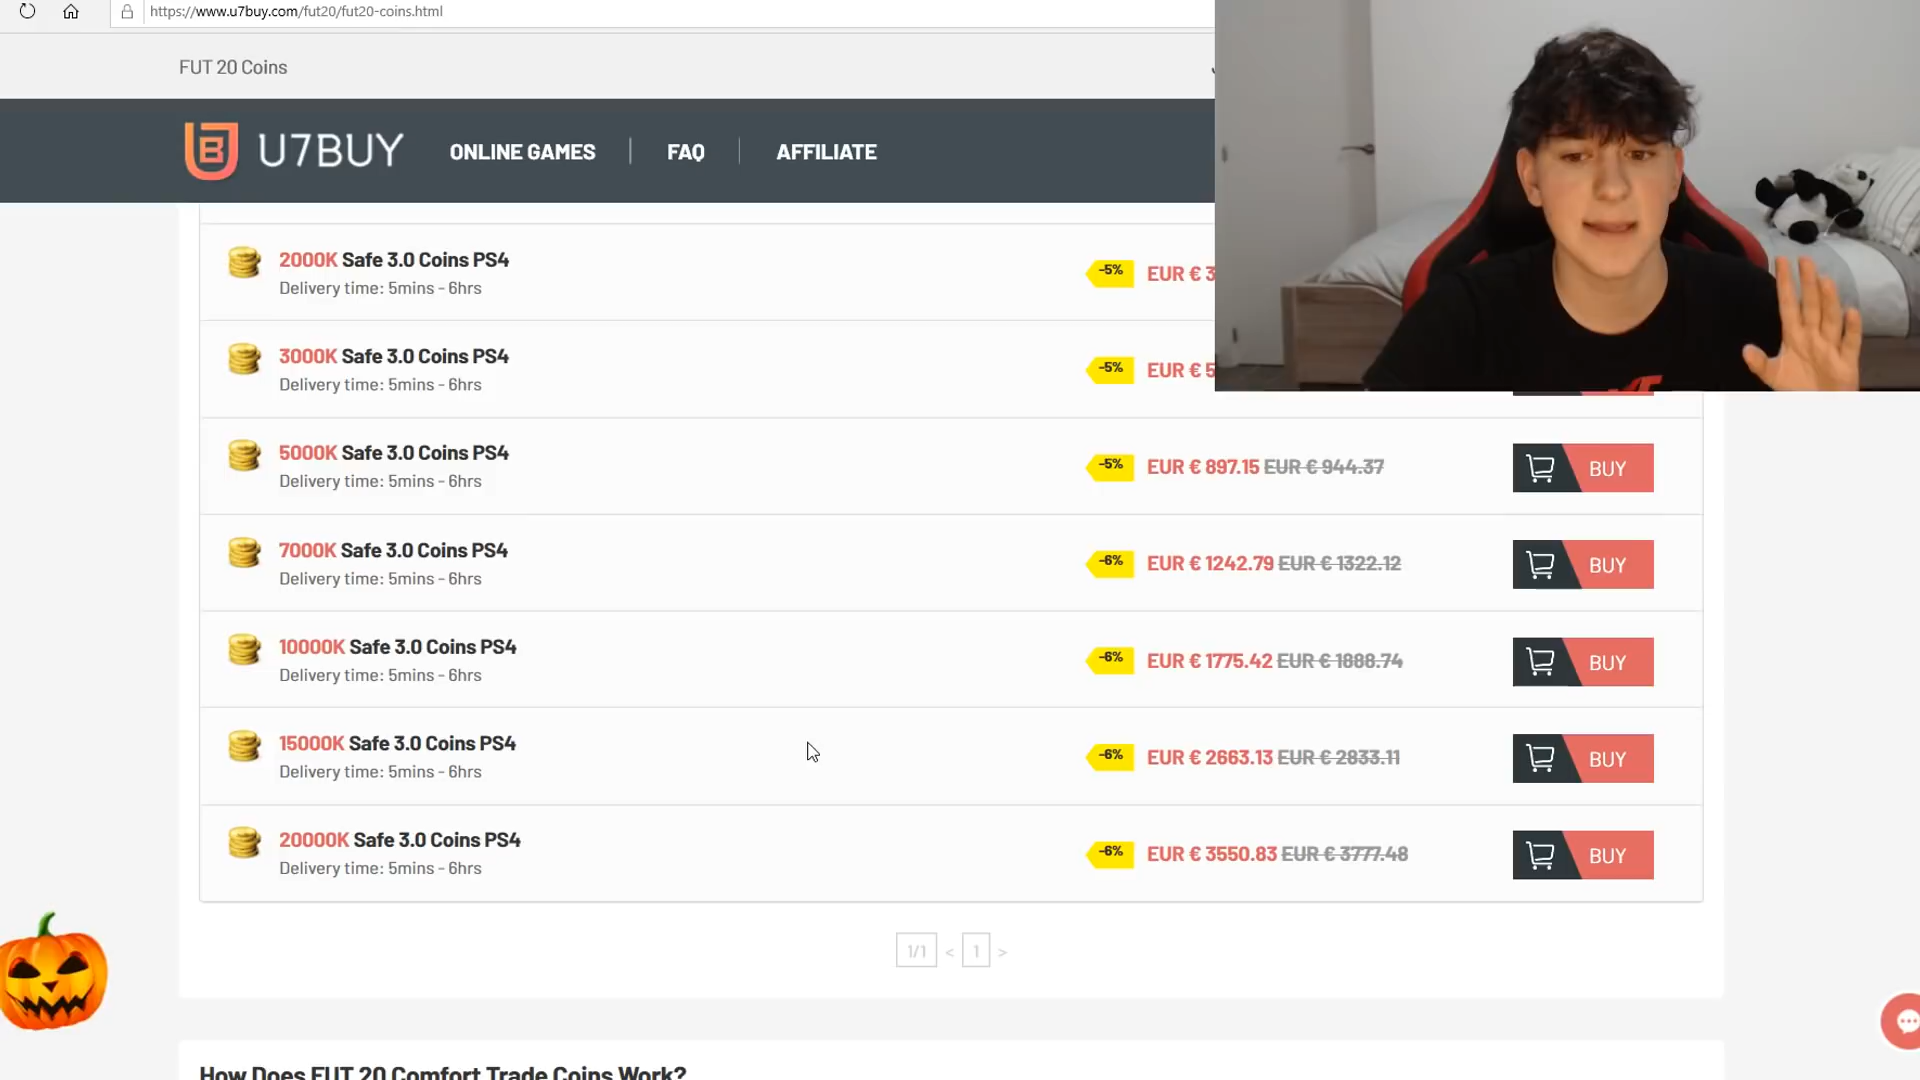 https://www.u7buy.com/fut20/fut20-coins.html
FUT 20 Coins
U7BUY
ONLINE GAMES
FAQ
AFFILIATE
2000K Safe 3.0 Coins PS4
Delivery time: 5mins - 6hrs
-5%
EUR € 3
3000K Safe 3.0 Coins PS4
Delivery time: 5mins - 6hrs
-5%
EUR € 5
5000K Safe 3.0 Coins PS4
Delivery time: 5mins - 6hrs
-5%
EUR € 897.15 EUR € 944.37
BUY
7000K Safe 3.0 Coins PS4
Delivery time: 5mins - 6hrs
-6%
EUR € 1242.79 EUR € 1322.12
BUY
10000K Safe 3.0 Coins PS4
Delivery time: 5mins - 6hrs
-6%
EUR € 1775.42 EUR € 1888.74
BUY
15000K Safe 3.0 Coins PS4
Delivery time: 5mins - 6hrs
-6%
EUR € 2663.13 EUR € 2833.11
BUY
20000K Safe 3.0 Coins PS4
Delivery time: 5mins - 6hrs
-6%
EUR € 3550.83 EUR € 3777.48
BUY
1/1 < 1 >
How Does FUT 20 Comfort Trade Coins Work?